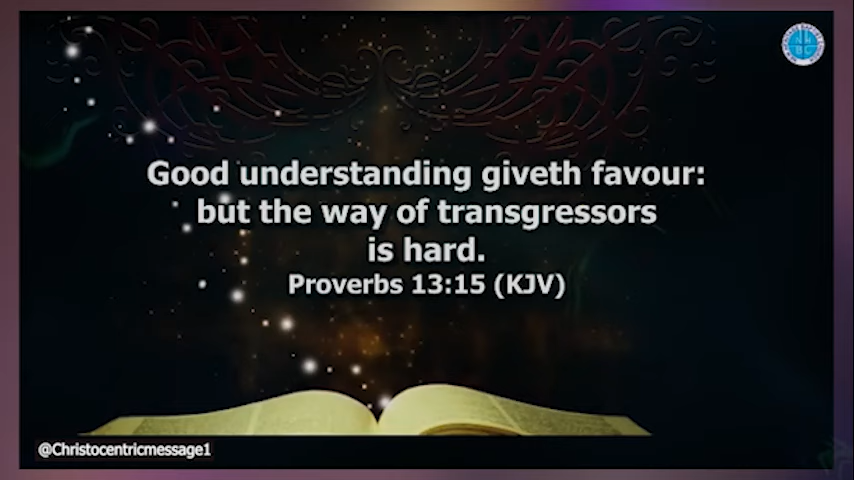 Good understanding giveth favour:
but the way of transgressors
is hard.
Proverbs 13:15 (KJV)
@Christocentricmessage1